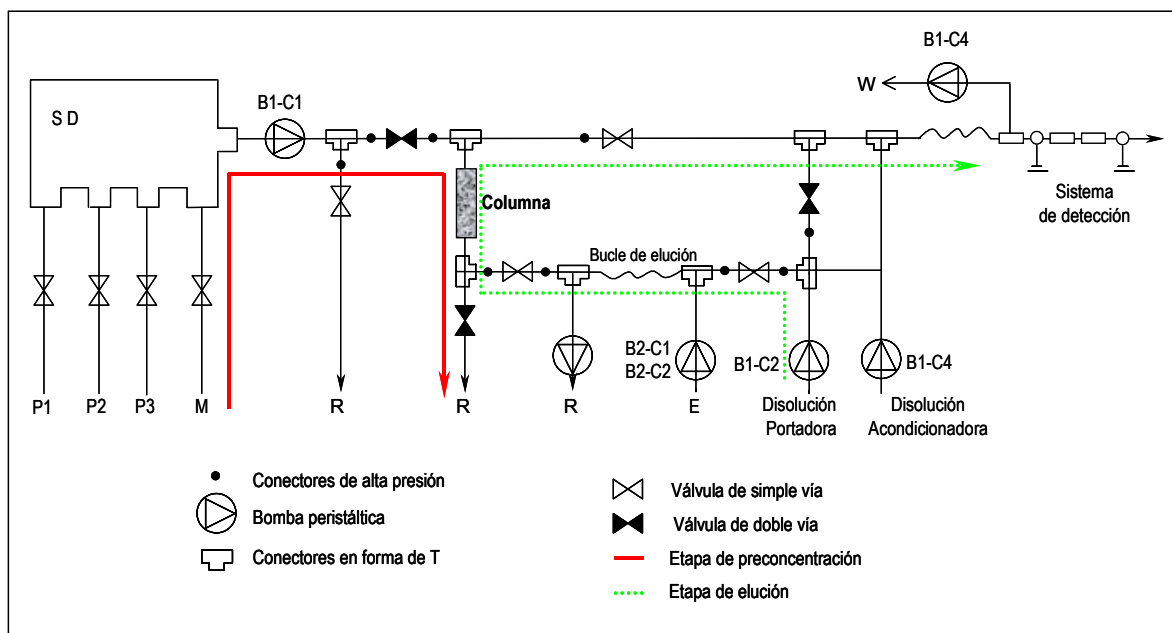 B1-C4
W
S D
B1-C1
Columna
Sistema
de detección
Bucle de elución
B2-C1
B2-C2
B1-C2
B1-C4
P1
P2
P3
M
R
R
R
E
Disolución
Portadora
Disolución
Acondicionadora
Conectores de alta presión
Bomba peristáltica
Conectores en forma de T
Válvula de simple vía
Válvula de doble vía
Etapa de preconcentración
Etapa de elución